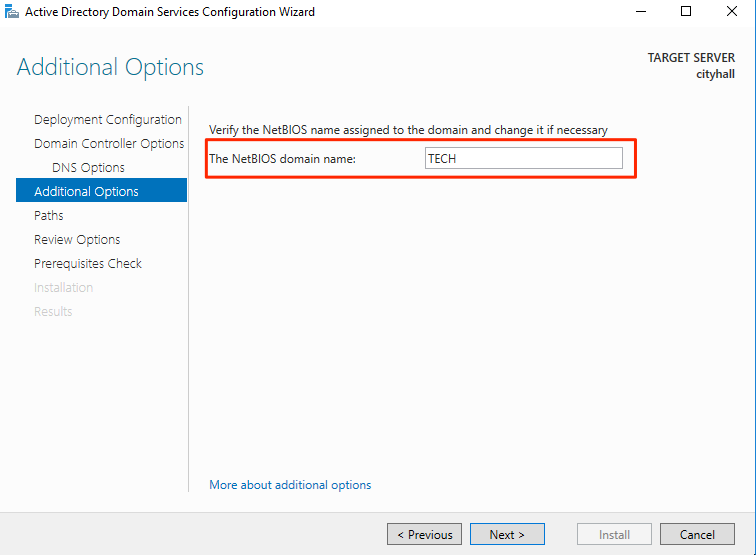 Active Directory Domain Services Configuration Wizard
Additional Options
TARGET SERVER
cityhall
Deployment Configuration
Domain Controller Options
DNS Options
Additional Options
Paths
Review Options
Prerequisites Check
Installation
Results
Verify the NetBIOS name assigned to the domain and change it if necessary
The NetBIOS domain name: TECH
More about additional options
< Previous Next > Install Cancel